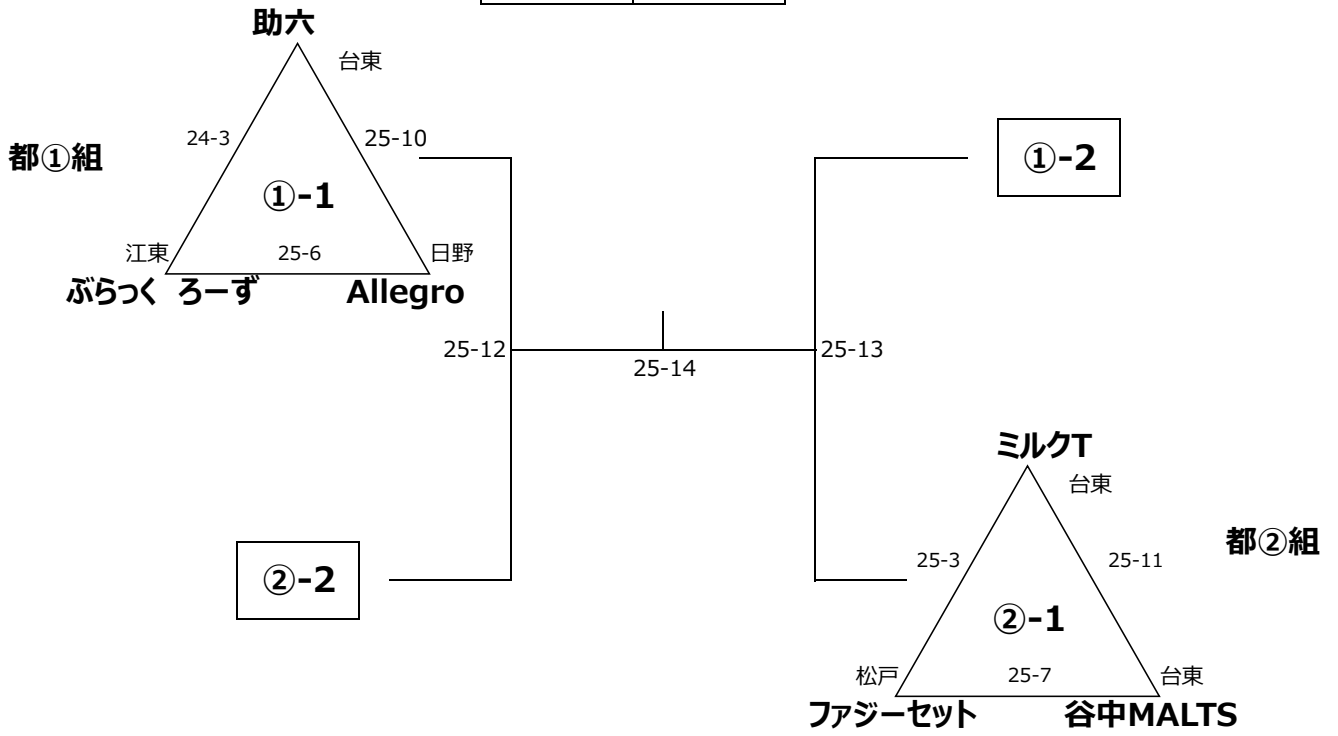 助六
台東
24-3
25-10
都①組
①-1
①-2
江東
25-6
日野
ぶらっく ろーず
Allegro
25-12
25-14
25-13
ミルクT
台東
都②組
25-3
25-11
②-2
②-1
松戸
25-7
台東
ファジーセット
谷中MALTS